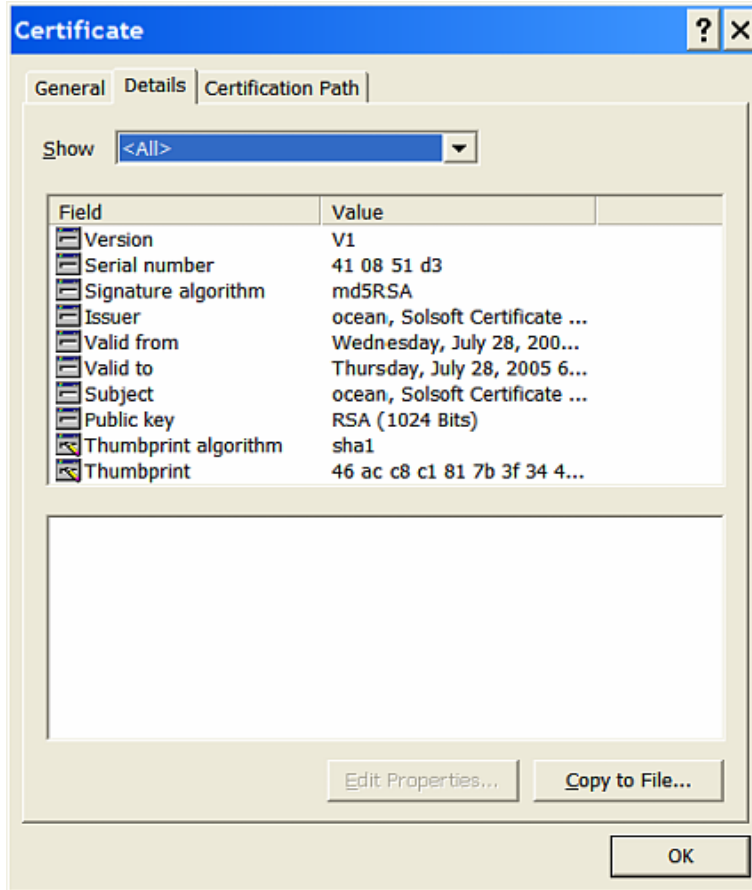 Certificate
General Details Certification Path
Show <All>
Field Value
Version V1
Serial number 41 08 51 d3
Signature algorithm md5RSA
Issuer ocean, Solsoft Certificate ...
Valid from Wednesday, July 28, 200...
Valid to Thursday, July 28, 2005 6...
Subject ocean, Solsoft Certificate ...
Public key RSA (1024 Bits)
Thumbprint algorithm sha1
Thumbprint 46 ac c8 c1 81 7b 3f 34 4...
Edit Properties... Copy to File...
OK